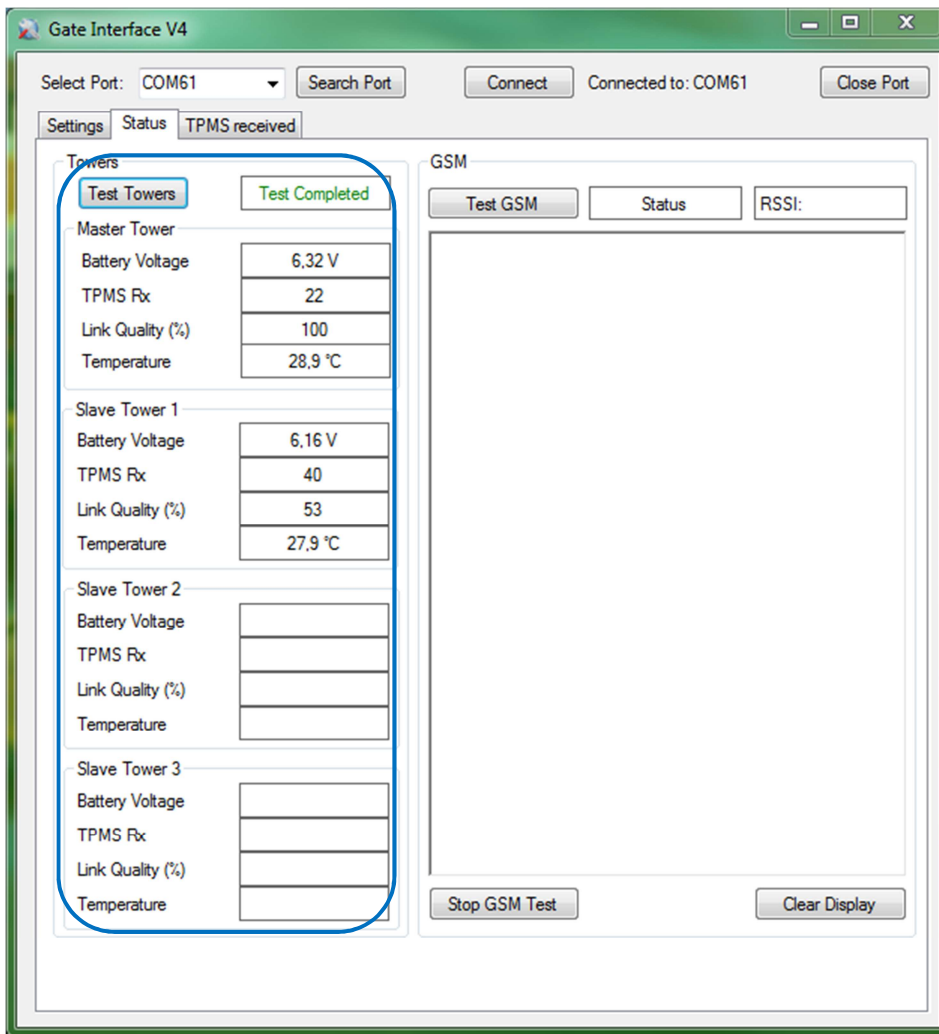 Gate Interface V4
Select Port: COM61 Search Port Connect Connected to: COM61 Close Port
Settings Status TPMS received
Towers
Test Towers Test Completed
Master Tower
Battery Voltage 6,32 V
TPMS Rx 22
Link Quality (%) 100
Temperature 28,9 °C
Slave Tower 1
Battery Voltage 6,16 V
TPMS Rx 40
Link Quality (%) 53
Temperature 27,9 °C
Slave Tower 2
Battery Voltage
TPMS Rx
Link Quality (%)
Temperature
Slave Tower 3
Battery Voltage
TPMS Rx
Link Quality (%)
Temperature
GSM
Test GSM Status RSSI:
Stop GSM Test Clear Display